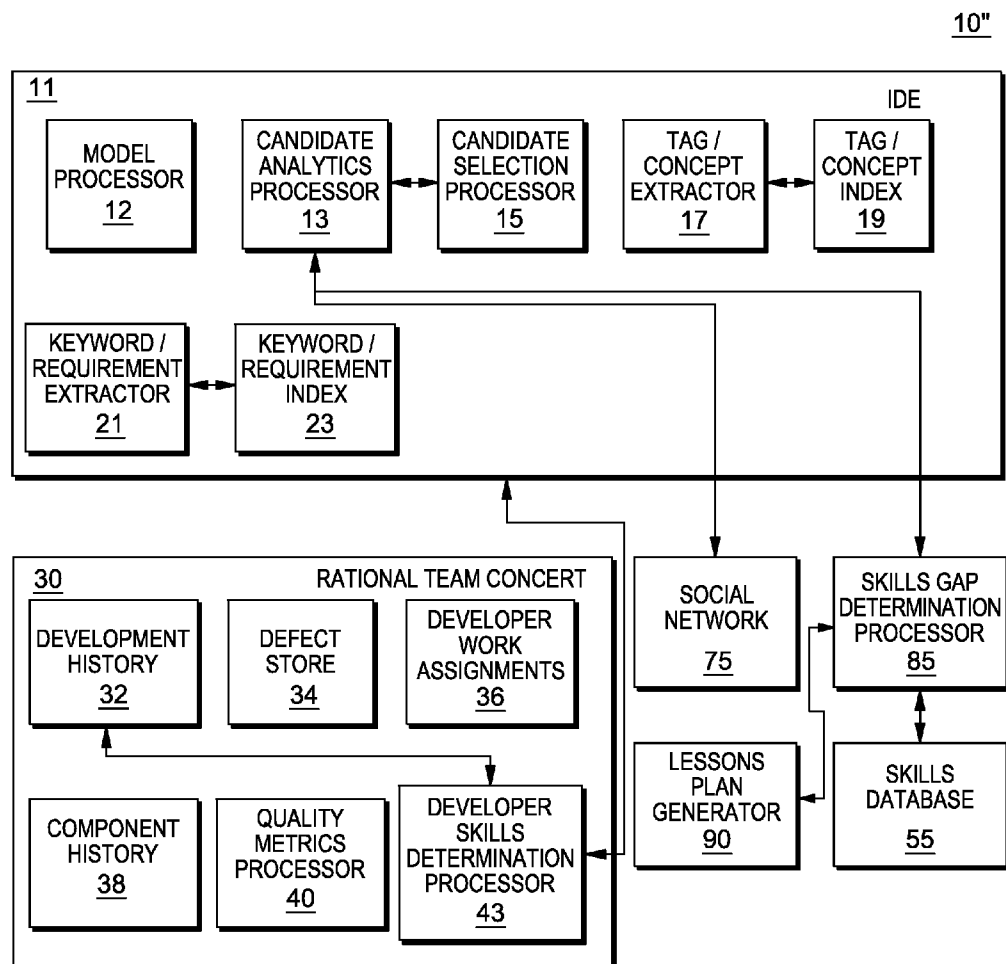 10"
11
IDE
MODEL
PROCESSOR
12
CANDIDATE
ANALYTICS
PROCESSOR
13
CANDIDATE
SELECTION
PROCESSOR
15
TAG /
CONCEPT
EXTRACTOR
17
TAG /
CONCEPT
INDEX
19
KEYWORD /
REQUIREMENT
EXTRACTOR
21
KEYWORD /
REQUIREMENT
INDEX
23
30
RATIONAL TEAM CONCERT
DEVELOPMENT
HISTORY
32
DEFECT
STORE
34
DEVELOPER
WORK
ASSIGNMENTS
36
COMPONENT
HISTORY
38
QUALITY
METRICS
PROCESSOR
40
DEVELOPER
SKILLS
DETERMINATION
PROCESSOR
43
SOCIAL
NETWORK
75
SKILLS GAP
DETERMINATION
PROCESSOR
85
LESSONS
PLAN
GENERATOR
90
SKILLS
DATABASE
55